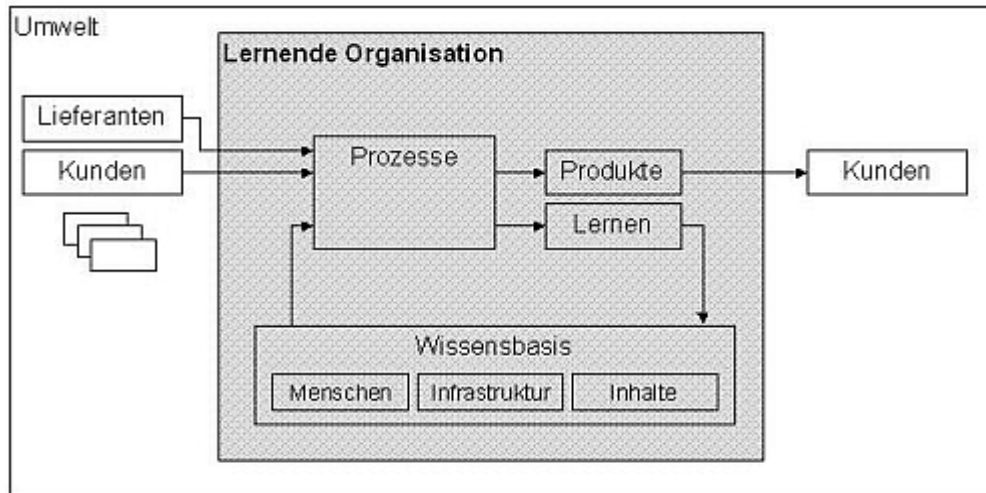 Umwelt
Lernende Organisation
Lieferanten
Kunden
Prozesse
Produkte
Lernen
Kunden
Wissensbasis
Menschen
Infrastruktur
Inhalte